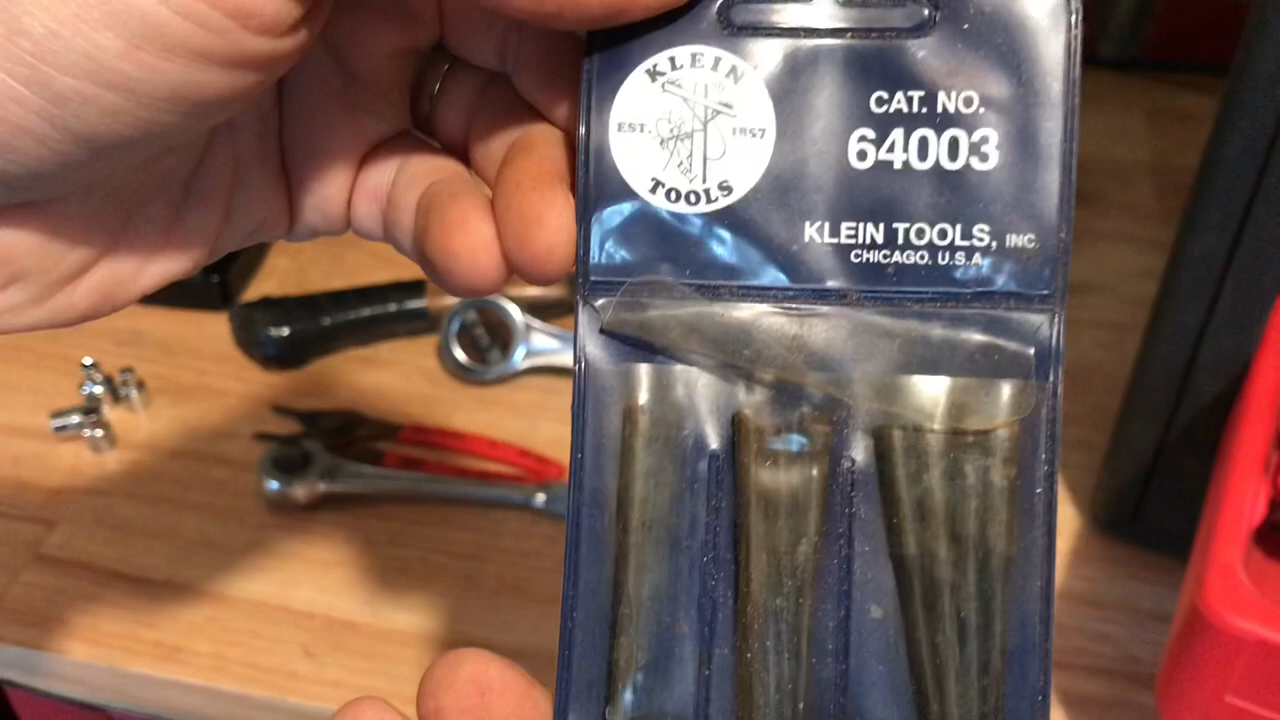 KLEIN
EST. 1857
TOOLS
CAT. NO.
64003
KLEIN TOOLS, INC.
CHICAGO. U.S.A